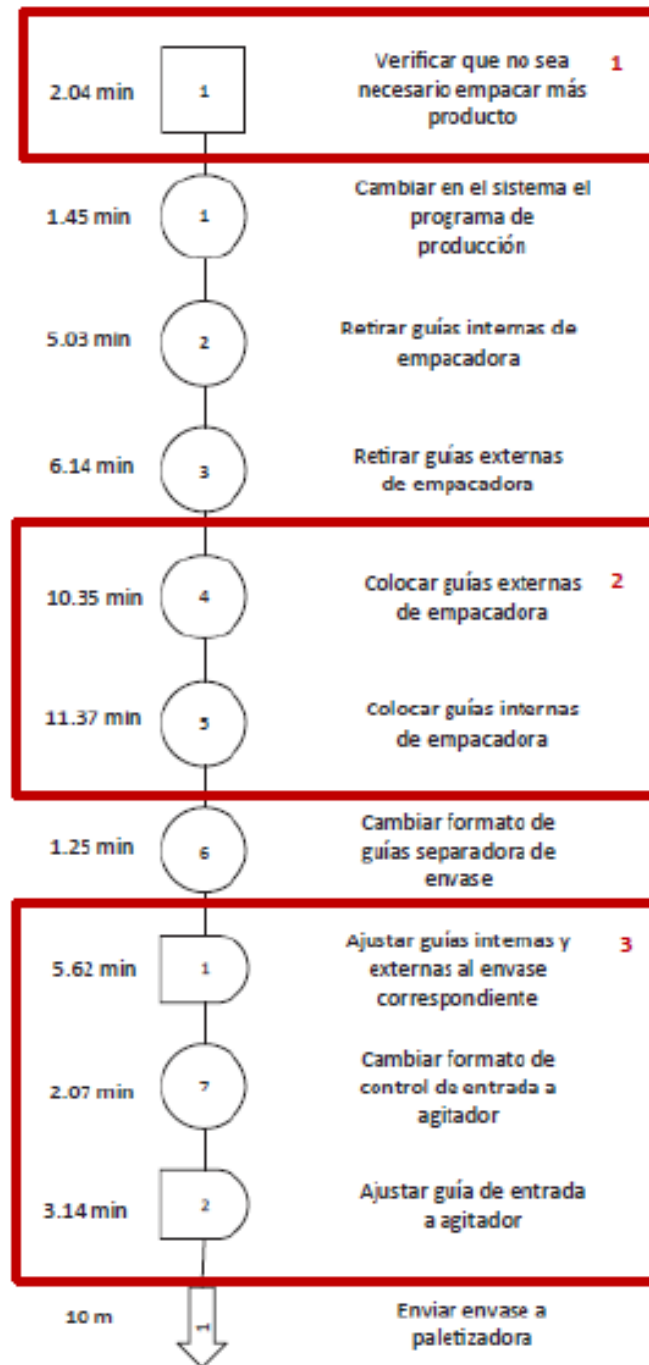 Verificar que no sea 1
2.04 min 1 necesario empacar más
producto
Cambiar en el sistema el
1.45 min 1 programa de
producción
5.03 min 2 Retirar guías internas de
empacadora
6.14 min 3 Retirar guías externas
de empacadora
10.35 min 4 Colocar guías externas 2
de empacadora
11.37 min 5 Colocar guías internas
de empacadora
Cambiar formato de
1.25 min 6 guías separadora de
envase
Ajustar guías internas y 3
5.62 min 1 externas al envase
correspondiente
Cambiar formato de
2.07 min 7 control de entrada a
agitador
3.14 min 2 Ajustar guía de entrada
a agitador
10 m 1 Enviar envase a
paletizadora